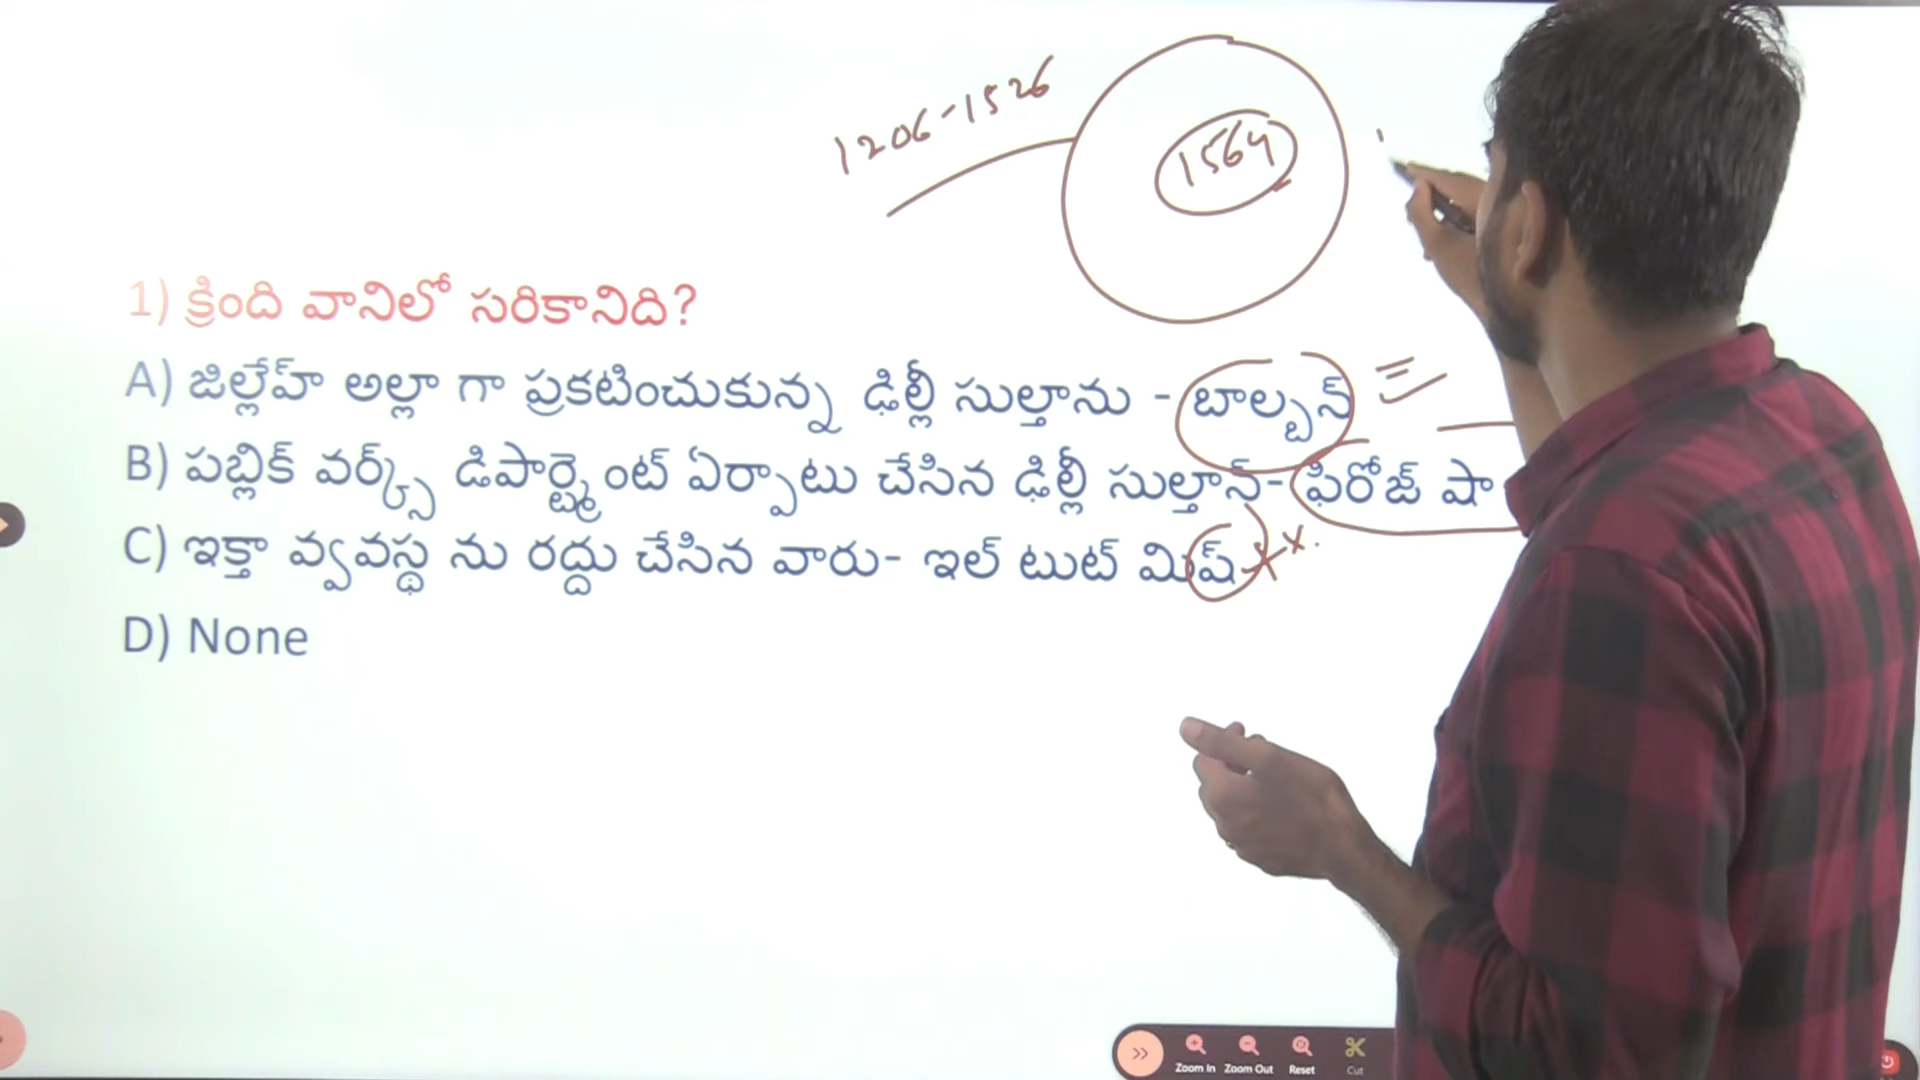 1206-1526
1564
1) క్రింది వానిలో సరికానిది?
A) జిల్లేహ్ అల్లా గా ప్రకటించుకున్న ఢిల్లీ సుల్తాను - బాల్బన్
B) పబ్లిక్ వర్క్స్ డిపార్ట్మెంట్ ఏర్పాటు చేసిన ఢిల్లీ సుల్తాన్- ఫిరోజ్ షా
C) ఇక్తా వ్వవస్థ ను రద్దు చేసిన వారు- ఇల్ టుట్ మిష్
D) None
Zoom In Zoom Out Reset Cut